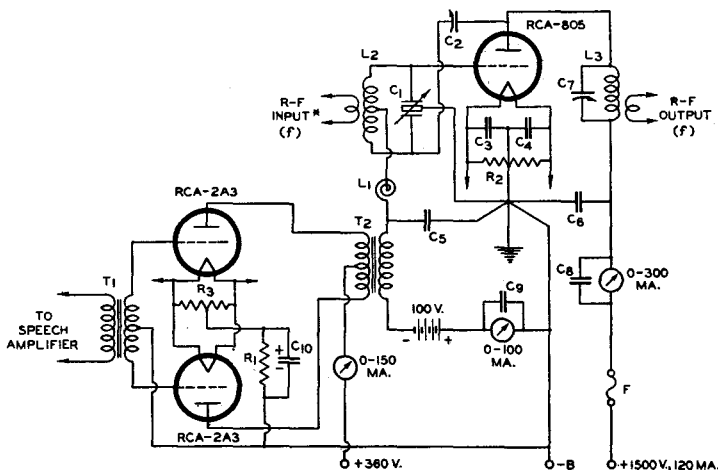 RCA-805
C2
L2
L3
C1
C7
R-F
INPUT*
(f)
R-F
OUTPUT
(f)
C3
C4
R2
L1
RCA-2A3
T2
C5
C6
C8
0-300
MA.
T1
R3
TO
SPEECH
AMPLIFIER
100 V.
- +
C9
0-100
MA.
R1
+
-
C10
0-150
MA.
F
RCA-2A3
+360 V.
-B
+1500 V., 120 MA.